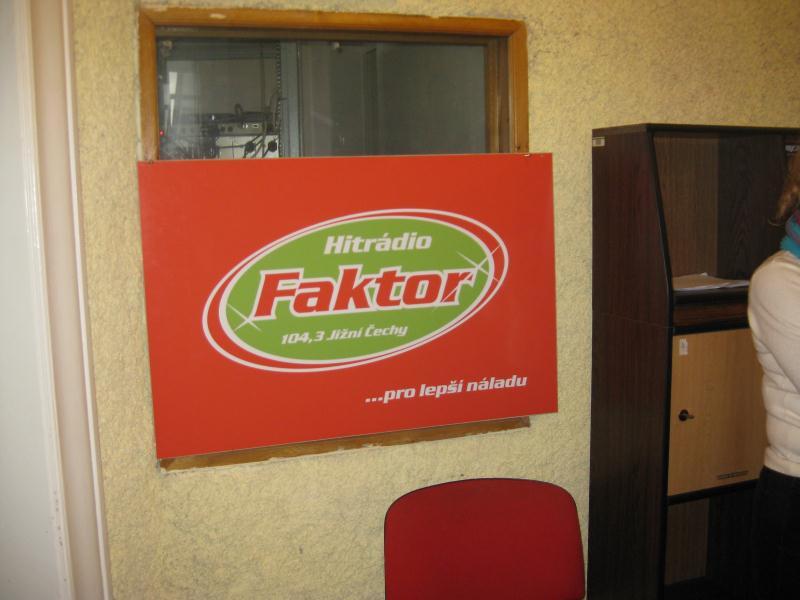 Hitrádio
Faktor
104,3 Jižní Čechy
...pro lepší náladu